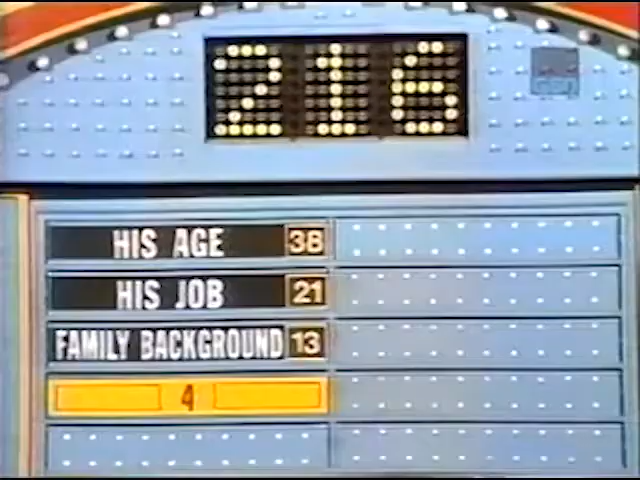 216
HIS AGE 38
HIS JOB 21
FAMILY BACKGROUND 13
4